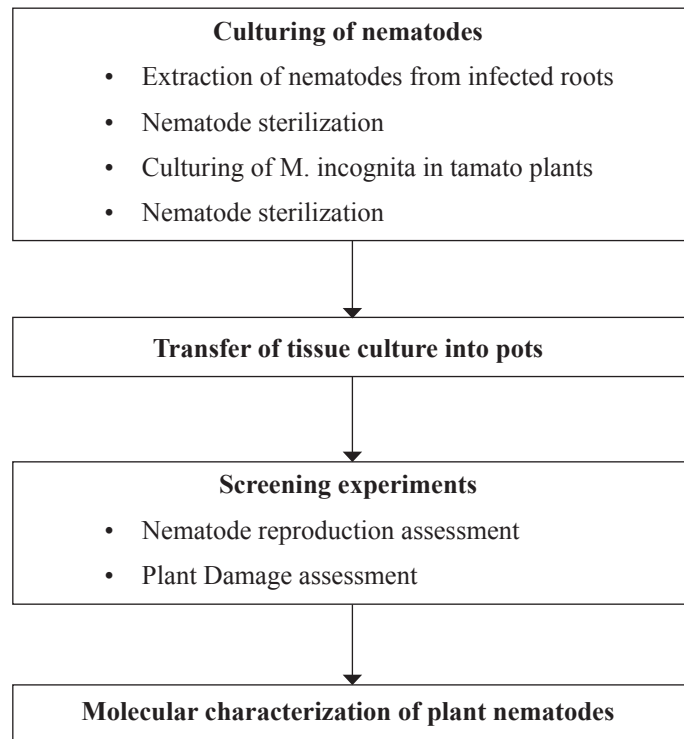 Culturing of nematodes
• Extraction of nematodes from infected roots
• Nematode sterilization
• Culturing of M. incognita in tamato plants
• Nematode sterilization
Transfer of tissue culture into pots
Screening experiments
• Nematode reproduction assessment
• Plant Damage assessment
Molecular characterization of plant nematodes